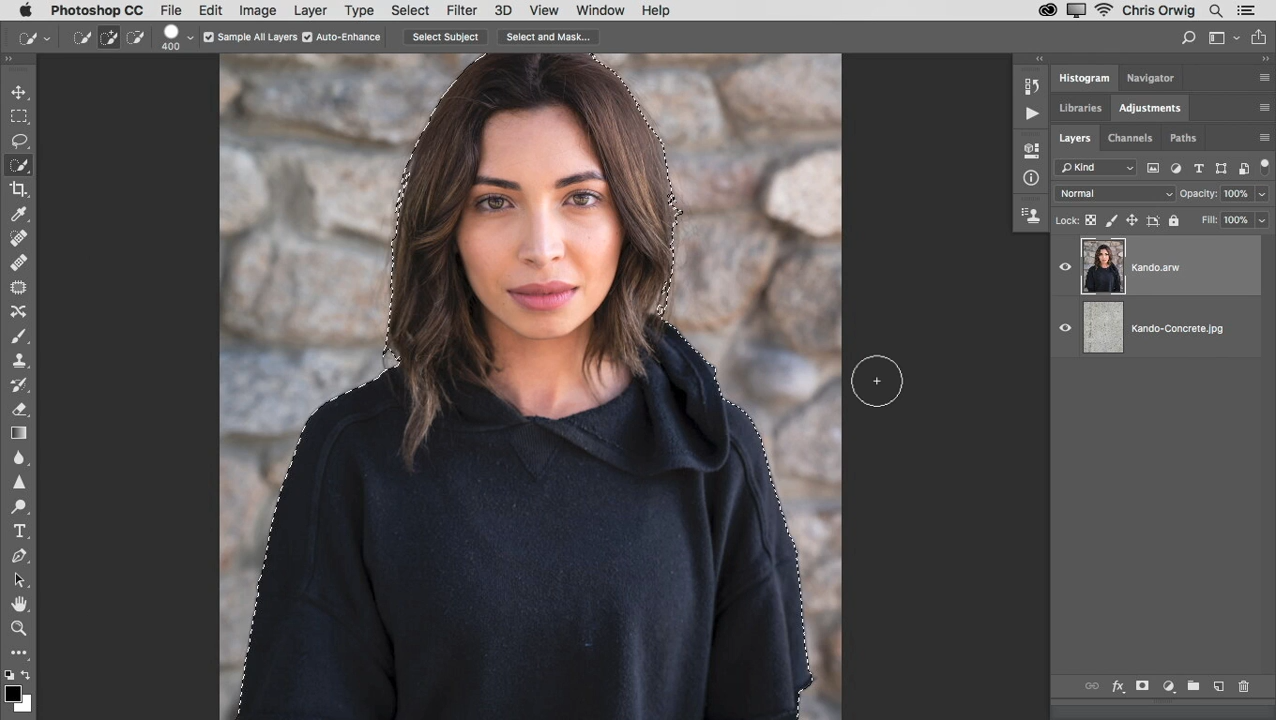 Photoshop CC File Edit Image Layer Type Select Filter 3D View Window Help Chris Orwig
400 Sample All Layers Auto-Enhance Select Subject Select and Mask...
Histogram Navigator
Libraries Adjustments
Layers Channels Paths
Kind
Normal Opacity: 100%
Lock: Fill: 100%
Kando.arw
Kando-Concrete.jpg